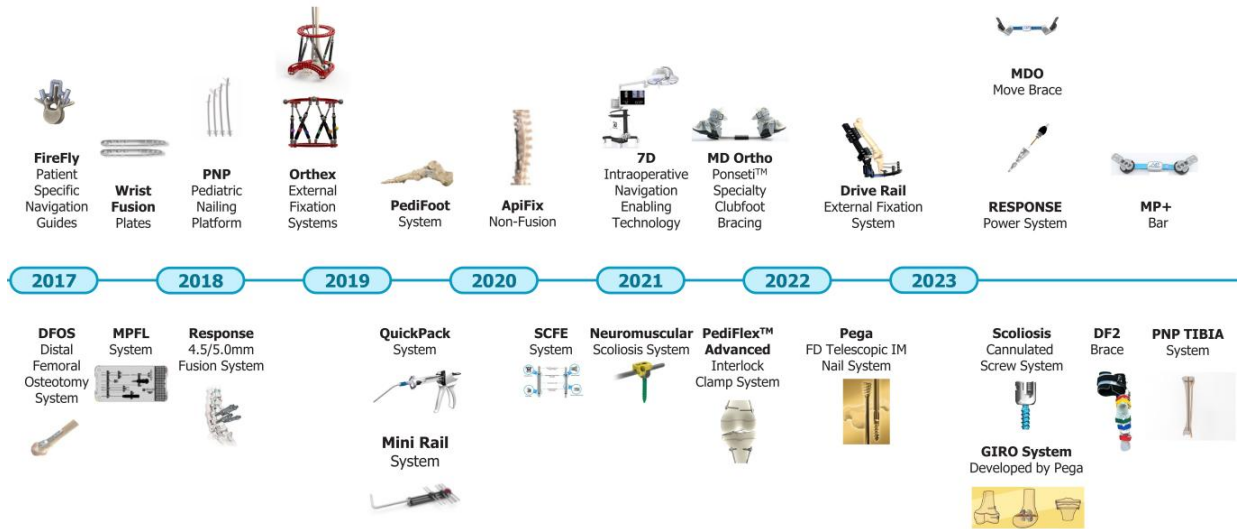 MDO
Move Brace
FireFly
Patient
Specific
Navigation
Guides
Wrist
Fusion
Plates
PNP
Pediatric
Nailing
Platform
Orthex
External
Fixation
Systems
PediFoot
System
ApiFix
Non-Fusion
7D
Intraoperative
Navigation
Enabling
Technology
MD Ortho
Ponseti™
Specialty
Clubfoot
Bracing
Drive Rail
External Fixation
System
RESPONSE
Power System
MP+
Bar
2017
2018
2019
2020
2021
2022
2023
DFOS
Distal
Femoral
Osteotomy
System
MPFL
System
Response
4.5/5.0mm
Fusion System
QuickPack
System
Mini Rail
System
SCFE
System
Neuromuscular
Scoliosis System
PediFlex™
Advanced
Interlock
Clamp System
Pega
FD Telescopic IM
Nail System
Scoliosis
Cannulated
Screw System
GIRO System
Developed by Pega
DF2
Brace
PNP TIBIA
System